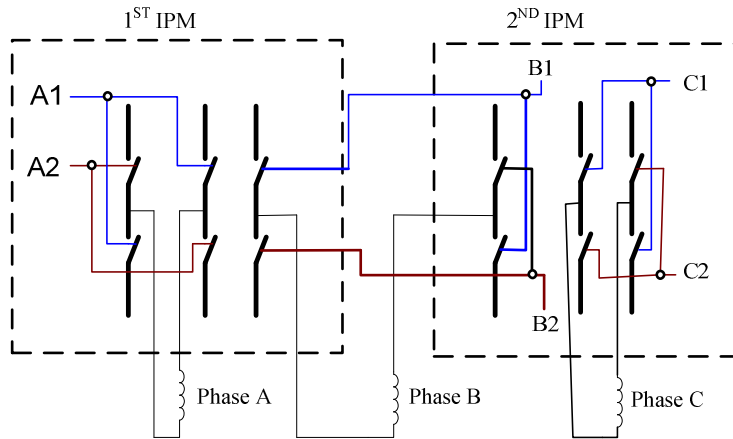 1ST IPM
2ND IPM
A1
A2
B1
B2
C1
C2
Phase A
Phase B
Phase C